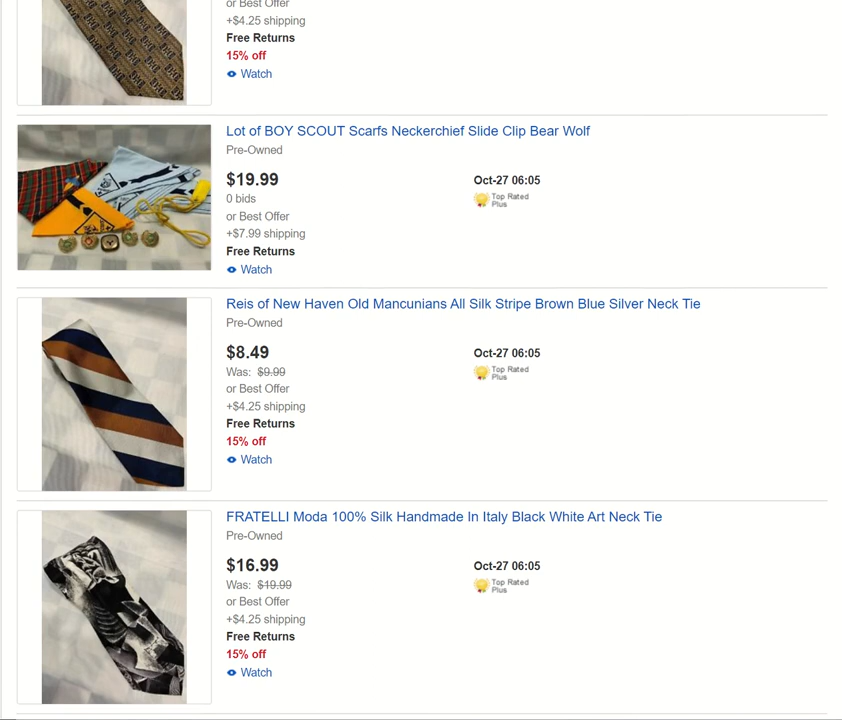 or Best Offer
+$4.25 shipping
Free Returns
15% off
Watch
Lot of BOY SCOUT Scarfs Neckerchief Slide Clip Bear Wolf
Pre-Owned
$19.99
Oct-27 06:05
0 bids
Top Rated
Plus
or Best Offer
+$7.99 shipping
Free Returns
Watch
Reis of New Haven Old Mancunians All Silk Stripe Brown Blue Silver Neck Tie
Pre-Owned
$8.49
Oct-27 06:05
Was: $9.99
Top Rated
Plus
or Best Offer
+$4.25 shipping
Free Returns
15% off
Watch
FRATELLI Moda 100% Silk Handmade In Italy Black White Art Neck Tie
Pre-Owned
$16.99
Oct-27 06:05
Was: $19.99
Top Rated
Plus
or Best Offer
+$4.25 shipping
Free Returns
15% off
Watch